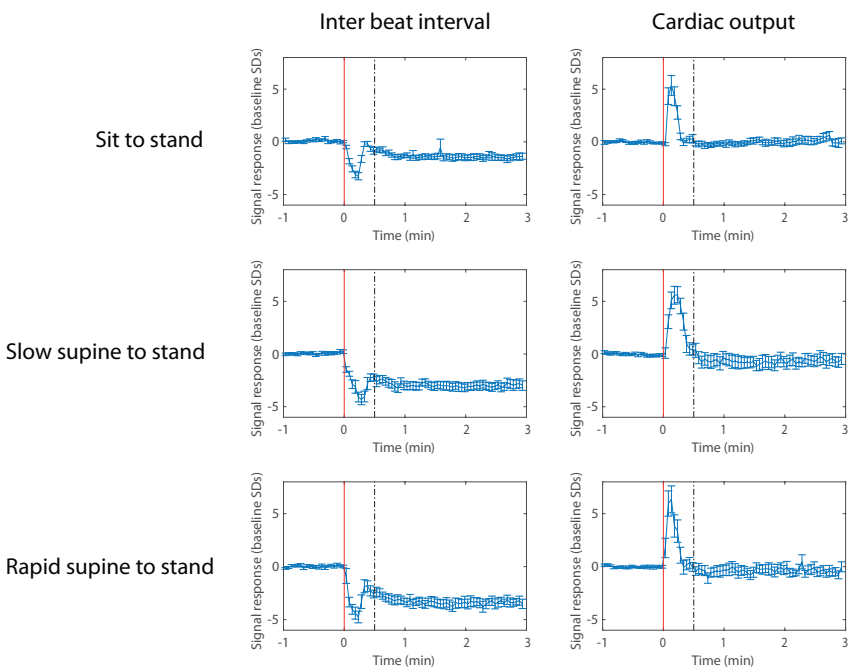 Inter beat interval
Cardiac output
Sit to stand
Signal response (baseline SDs)
5
0
-5
-1
0
1
2
3
Time (min)
Signal response (baseline SDs)
5
0
-5
-1
0
1
2
3
Time (min)
Slow supine to stand
Signal response (baseline SDs)
5
0
-5
-1
0
1
2
3
Time (min)
Signal response (baseline SDs)
5
0
-5
-1
0
1
2
3
Time (min)
Rapid supine to stand
Signal response (baseline SDs)
5
0
-5
-1
0
1
2
3
Time (min)
Signal response (baseline SDs)
5
0
-5
-1
0
1
2
3
Time (min)